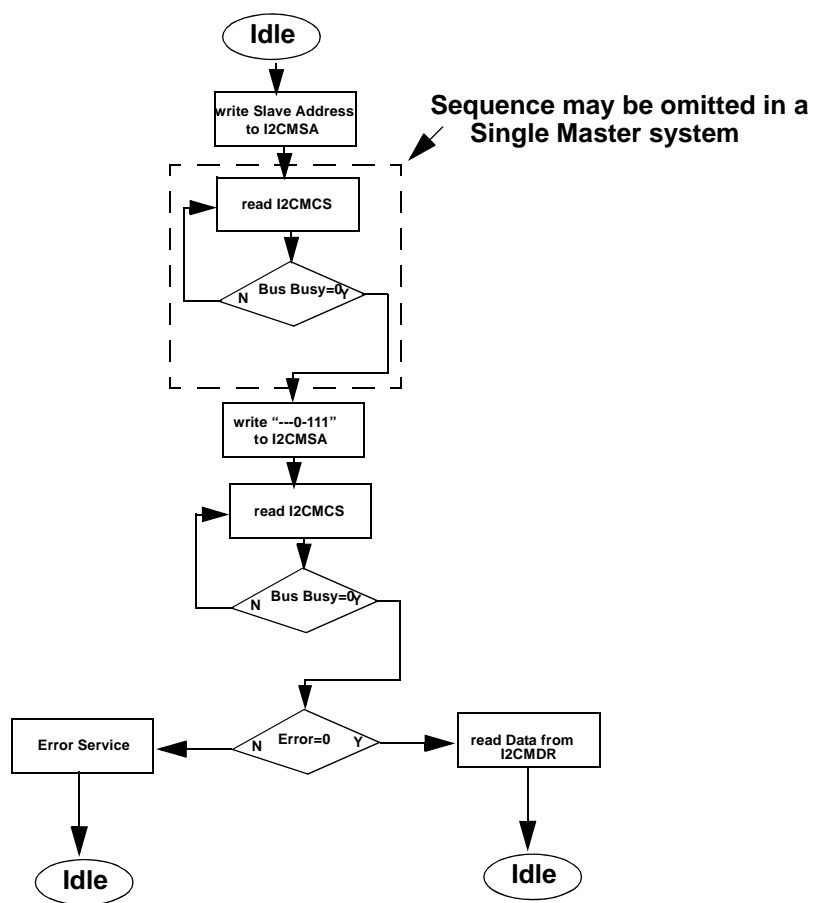 Idle
write Slave Address
to I2CMSA
Sequence may be omitted in a
Single Master system
read I2CMCS
Bus Busy=0
N
Y
write “---0-111”
to I2CMSA
read I2CMCS
Bus Busy=0
N
Y
Error Service
N
Error=0
Y
read Data from
I2CMDR
Idle
Idle